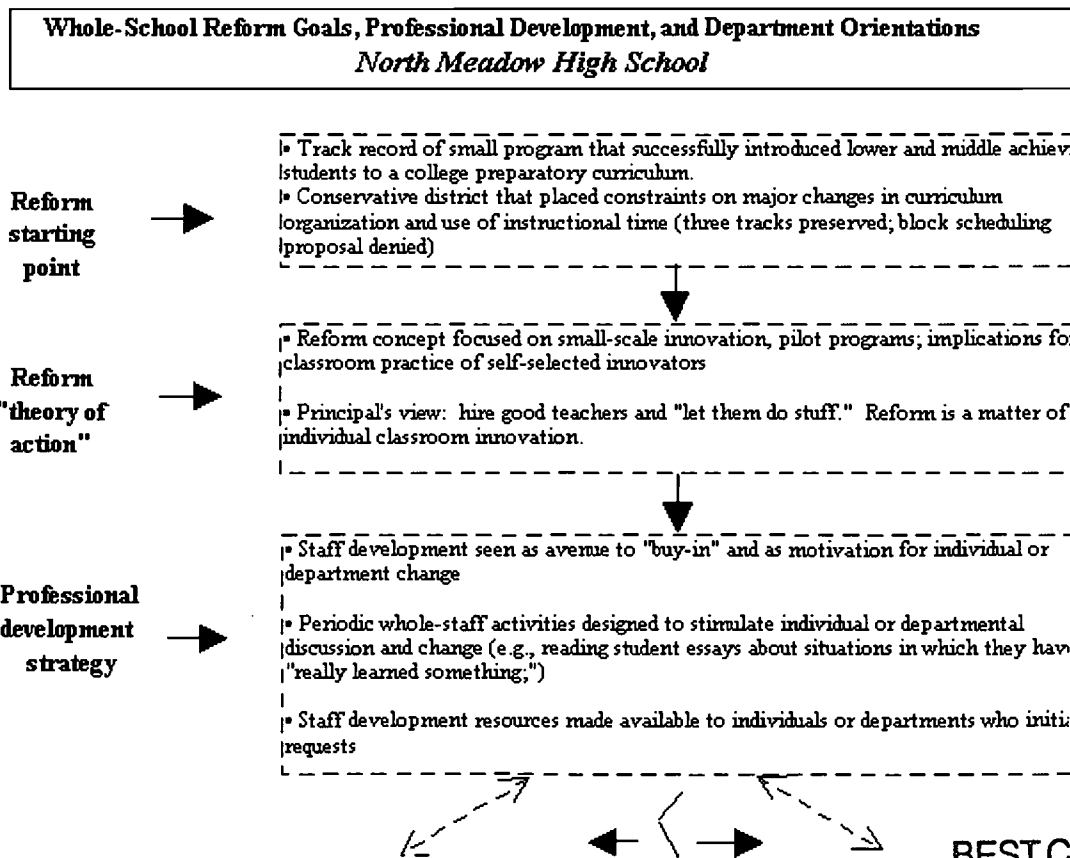 Whole-School Reform Goals, Professional Development, and Department Orientations
North Meadow High School
Reform
starting
point
• Track record of small program that successfully introduced lower and middle achiev
students to a college preparatory curriculum.
• Conservative district that placed constraints on major changes in curriculum
organization and use of instructional time (three tracks preserved; block scheduling
proposal denied)
Reform
"theory of
action"
• Reform concept focused on small-scale innovation, pilot programs; implications for
classroom practice of self-selected innovators
• Principal's view: hire good teachers and "let them do stuff." Reform is a matter of
individual classroom innovation.
Professional
development
strategy
• Staff development seen as avenue to "buy-in" and as motivation for individual or
department change
• Periodic whole-staff activities designed to stimulate individual or departmental
discussion and change (e.g., reading student essays about situations in which they have
"really learned something;")
• Staff development resources made available to individuals or departments who initia
requests
BEST C